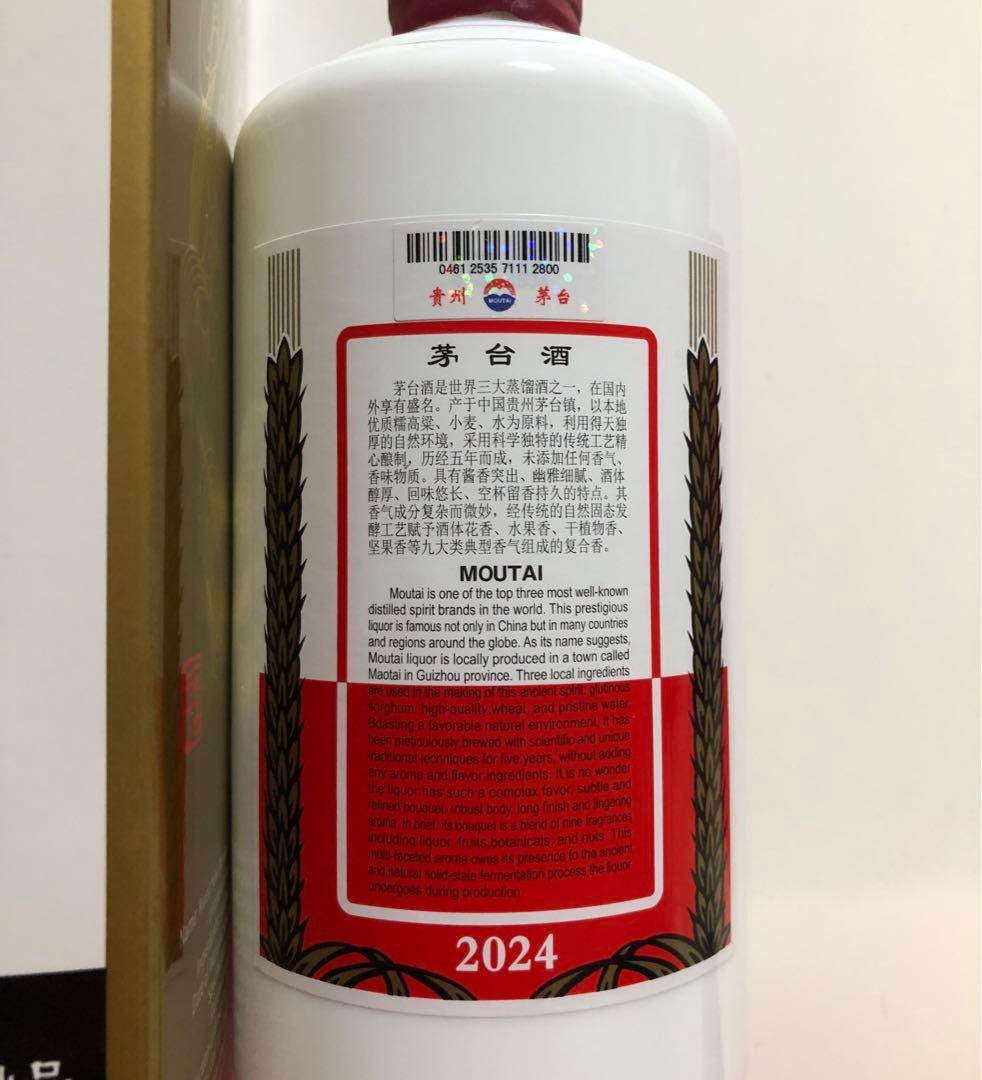 0461 2535 7111 2800
贵州 MOUTAI 茅台
茅台酒
茅台酒是世界三大蒸馏酒之一，在国内
外享有盛名。产于中国贵州茅台镇，以本地
优质糯高粱、小麦、水为原料，利用得天独
厚的自然环境，采用科学独特的传统工艺精
心酿制，历经五年而成，未添加任何香气、
香味物质。具有酱香突出、幽雅细腻、酒体
醇厚、回味悠长、空杯留香持久的特点。其
香气成分复杂而微妙，经传统的自然固态发
酵工艺赋予酒体花香、水果香、干植物香、
坚果香等九大类典型香气组成的复合香。
MOUTAI
Moutai is one of the top three most well-known
distilled spirit brands in the world. This prestigious
liquor is famous not only in China but in many countries
and regions around the globe. As its name suggests,
Moutai liquor is locally produced in a town called
Maotai in Guizhou province. Three local ingredients
are used in the making of this ancient spirit: glutinous
sorghum, high-quality wheat, and pristine water.
Boasting a favorable natural environment, it has
been meticulously brewed with scientific and unique
traditional techniques for five years, without adding
any aroma and flavor ingredients. It is no wonder
the liquor has such a complex favor, subtle and
refined bouquet, robust body, long finish and lingering
aroma. In brief, its bouquet is a blend of nine fragrances
including liquor, fruits,botanicals, and nuts. This
multi-faceted aroma owes its presence to the ancient
and natural solid-state fermentation process the liquor
undergoes during production.
2024
品